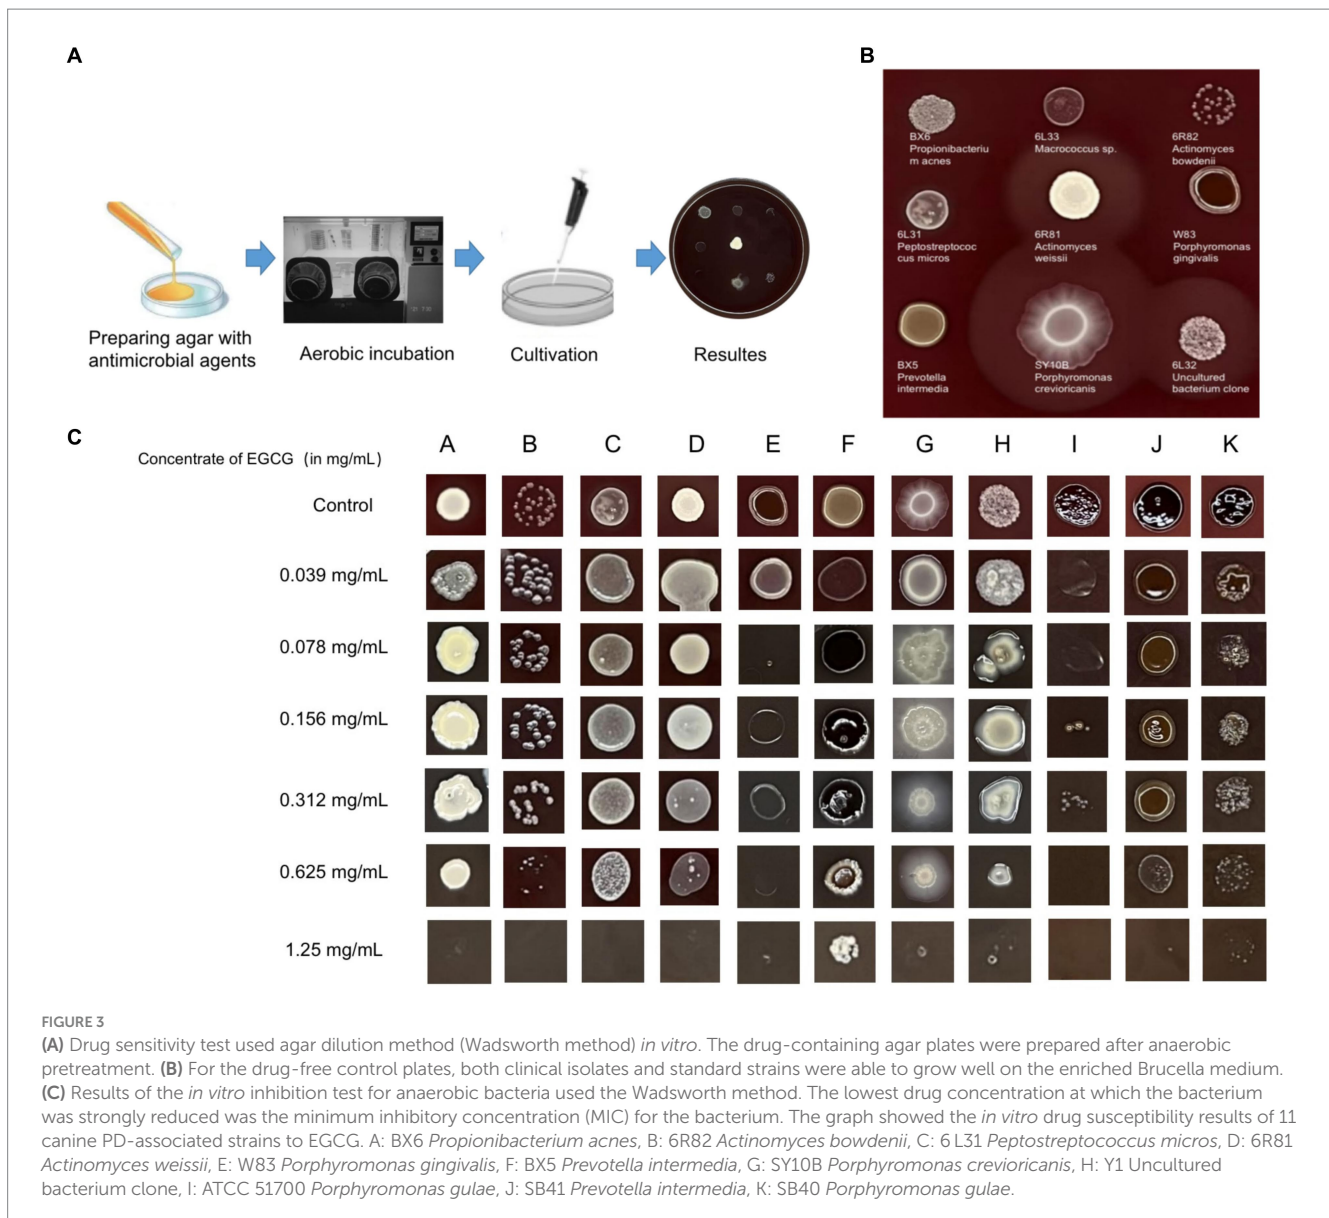 A
B
Preparing agar with
antimicrobial agents
Aerobic incubation
Cultivation
Resultes
BX6
Propionibacteriu
m acnes
6L33
Macrococcus sp.
6R82
Actinomyces
bowdenii
6L31
Peptostreptococ
cus micros
6R81
Actinomyces
weissii
W83
Porphyromonas
gingivalis
BX5
Prevotella
intermedia
SY10B
Porphyromonas
crevioricanis
6L32
Uncultured
bacterium clone
C
A B C D E F G H I J K
Concentrate of EGCG (in mg/mL)
Control
0.039 mg/mL
0.078 mg/mL
0.156 mg/mL
0.312 mg/mL
0.625 mg/mL
1.25 mg/mL
FIGURE 3
(A) Drug sensitivity test used agar dilution method (Wadsworth method) in vitro. The drug-containing agar plates were prepared after anaerobic
pretreatment. (B) For the drug-free control plates, both clinical isolates and standard strains were able to grow well on the enriched Brucella medium.
(C) Results of the in vitro inhibition test for anaerobic bacteria used the Wadsworth method. The lowest drug concentration at which the bacterium
was strongly reduced was the minimum inhibitory concentration (MIC) for the bacterium. The graph showed the in vitro drug susceptibility results of 11
canine PD-associated strains to EGCG. A: BX6 Propionibacterium acnes, B: 6R82 Actinomyces bowdenii, C: 6 L31 Peptostreptococcus micros, D: 6R81
Actinomyces weissii, E: W83 Porphyromonas gingivalis, F: BX5 Prevotella intermedia, G: SY10B Porphyromonas crevioricanis, H: Y1 Uncultured
bacterium clone, I: ATCC 51700 Porphyromonas gulae, J: SB41 Prevotella intermedia, K: SB40 Porphyromonas gulae.